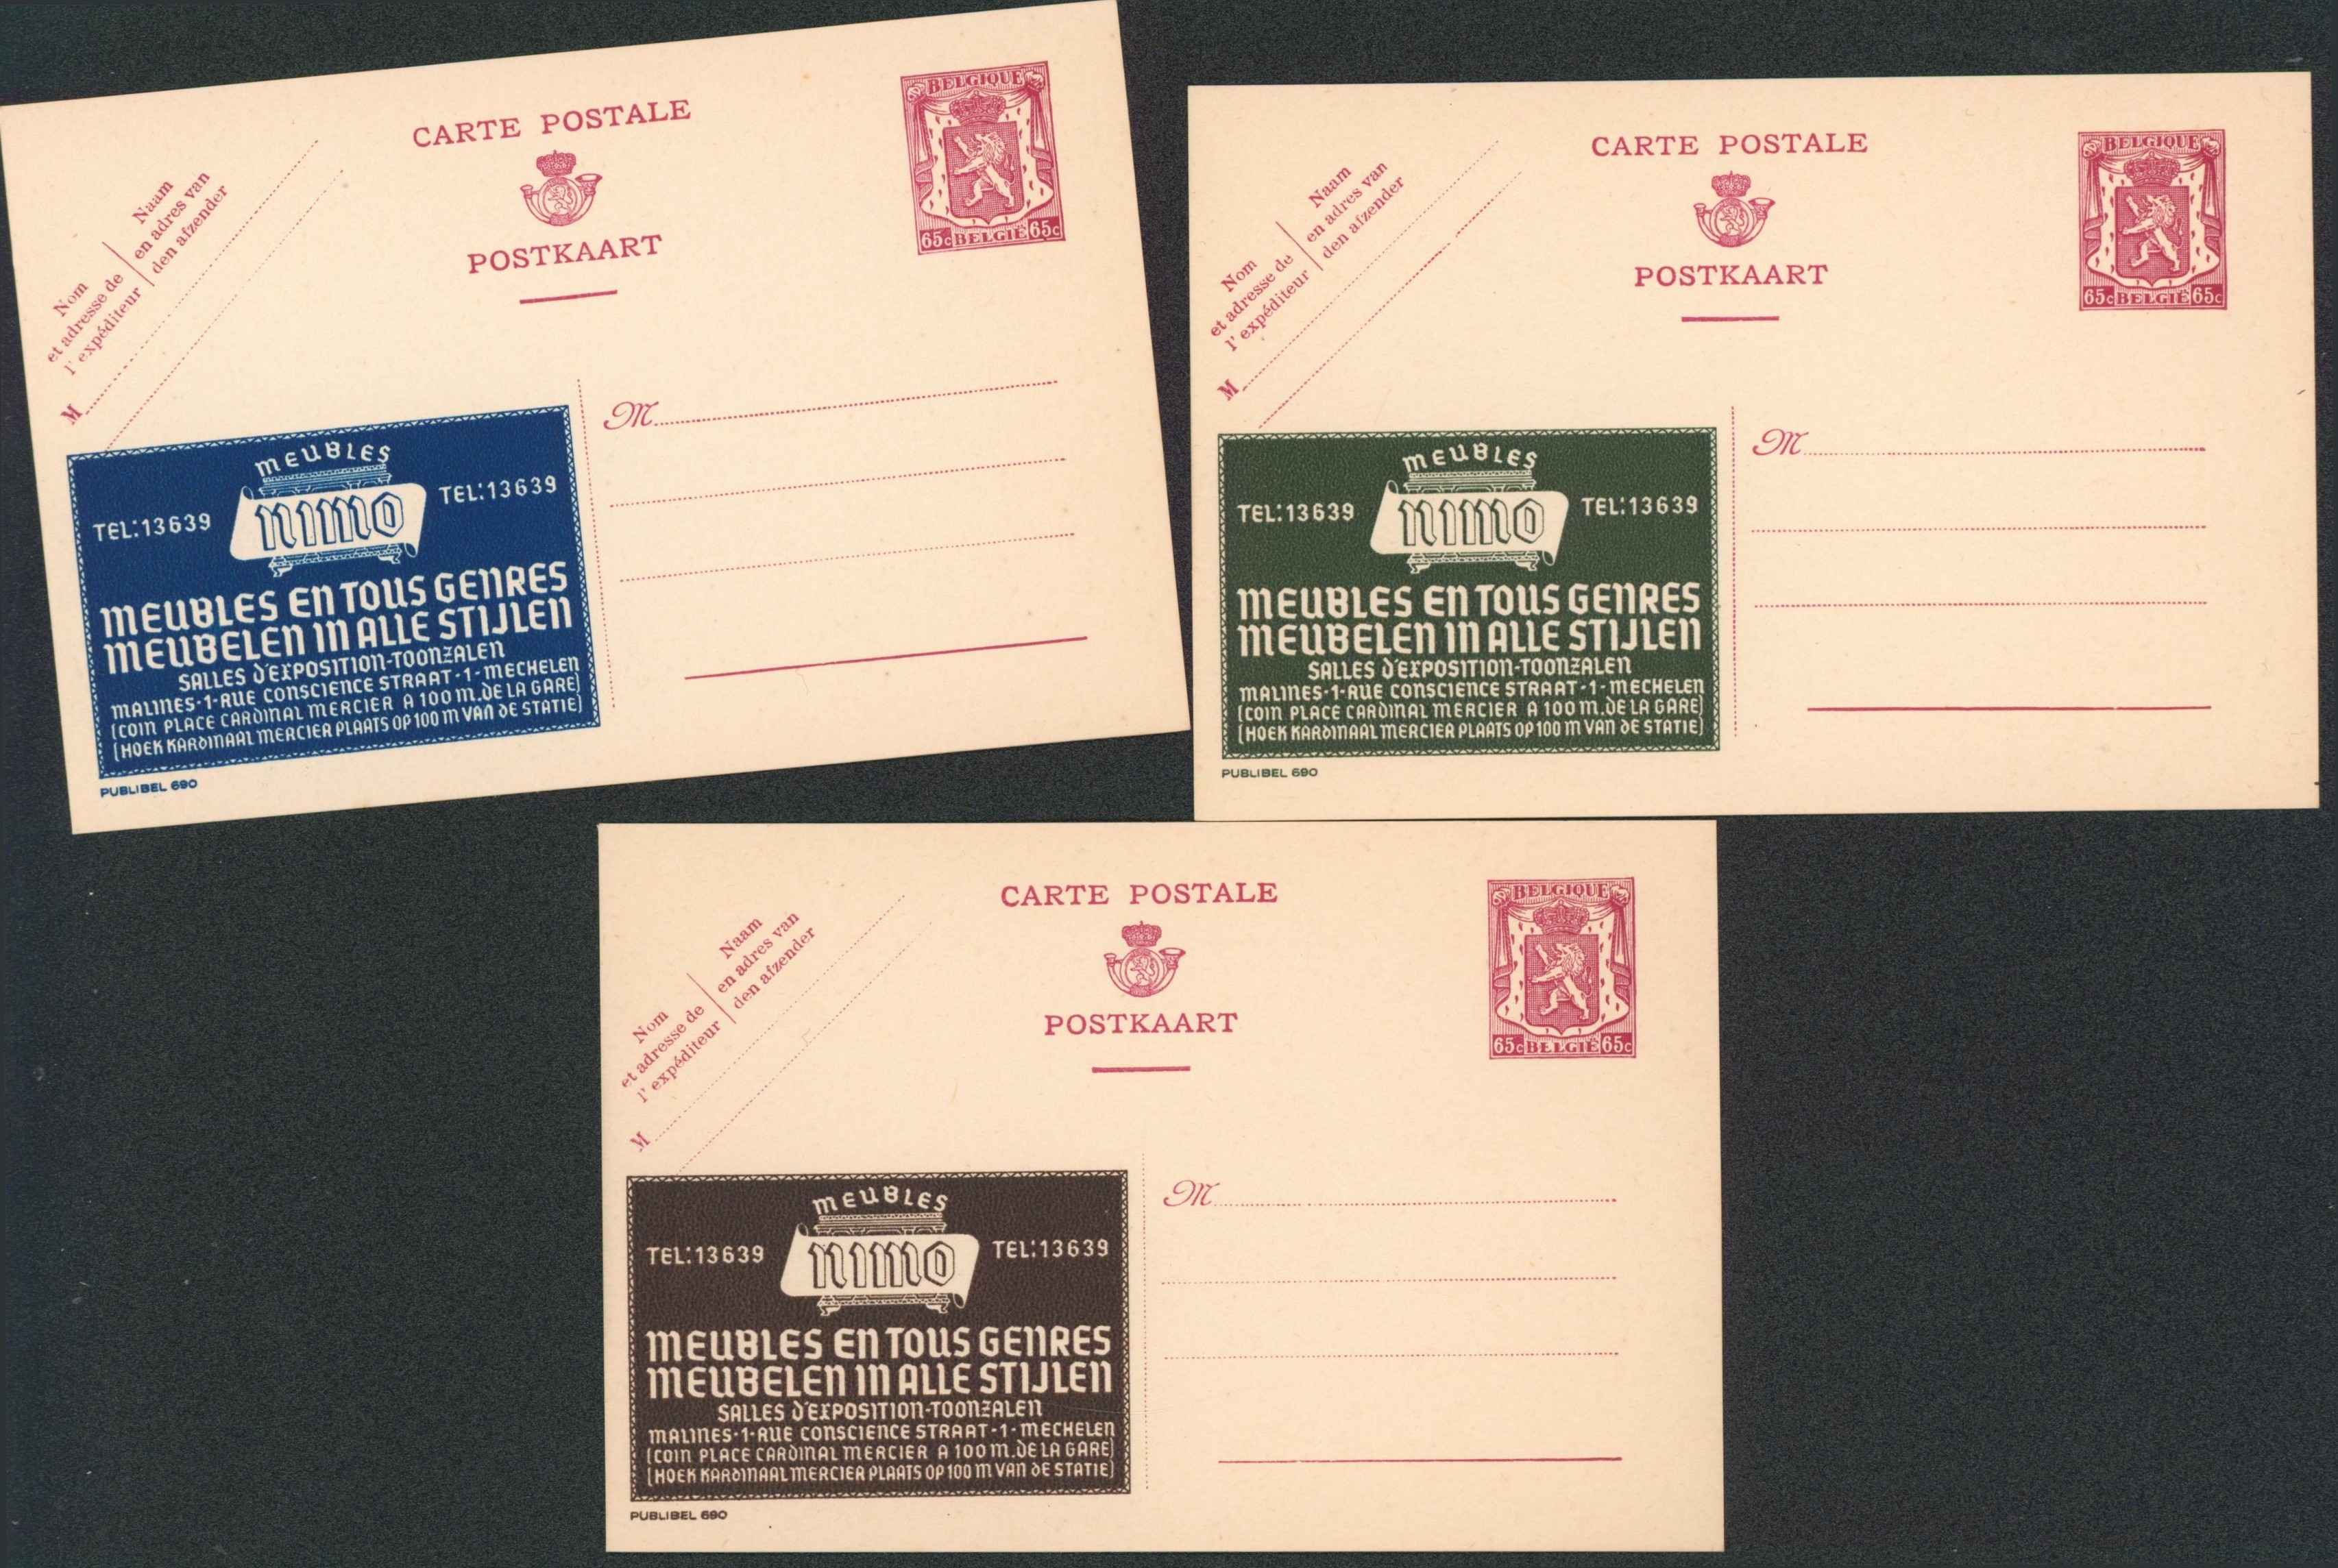 CARTE POSTALE
POSTKAART
BELGIQUE
65c BELGIË 65c
Nom
et adresse de
l'expéditeur
Naam
en adres van
den afzender
M
M
MEUBLES
NIMO
TEL:13639
TEL:13639
MEUBLES EN TOUS GENRES
MEUBELEN IN ALLE STIJLEN
SALLES D'EXPOSITION-TOONZALEN
MALINES-1-RUE CONSCIENCE STRAAT-1-MECHELEN
(COIN PLACE CARDINAL MERCIER A 100 M. DE LA GARE)
(HOEK KARDINAAL MERCIER PLAATS OP 100 M VAN DE STATIE)
PUBLIBEL 690
CARTE POSTALE
POSTKAART
BELGIQUE
65c BELGIË 65c
Nom
et adresse de
l'expéditeur
Naam
en adres van
den afzender
M
M
MEUBLES
NIMO
TEL:13639
TEL:13639
MEUBLES EN TOUS GENRES
MEUBELEN IN ALLE STIJLEN
SALLES D'EXPOSITION-TOONZALEN
MALINES-1-RUE CONSCIENCE STRAAT-1-MECHELEN
(COIN PLACE CARDINAL MERCIER A 100 M. DE LA GARE)
(HOEK KARDINAAL MERCIER PLAATS OP 100 M VAN DE STATIE)
PUBLIBEL 690
CARTE POSTALE
POSTKAART
BELGIQUE
65c BELGIË 65c
Nom
et adresse de
l'expéditeur
Naam
en adres van
den afzender
M
M
MEUBLES
NIMO
TEL:13639
TEL:13639
MEUBLES EN TOUS GENRES
MEUBELEN IN ALLE STIJLEN
SALLES D'EXPOSITION-TOONZALEN
MALINES-1-RUE CONSCIENCE STRAAT-1-MECHELEN
(COIN PLACE CARDINAL MERCIER A 100 M. DE LA GARE)
(HOEK KARDINAAL MERCIER PLAATS OP 100 M VAN DE STATIE)
PUBLIBEL 690